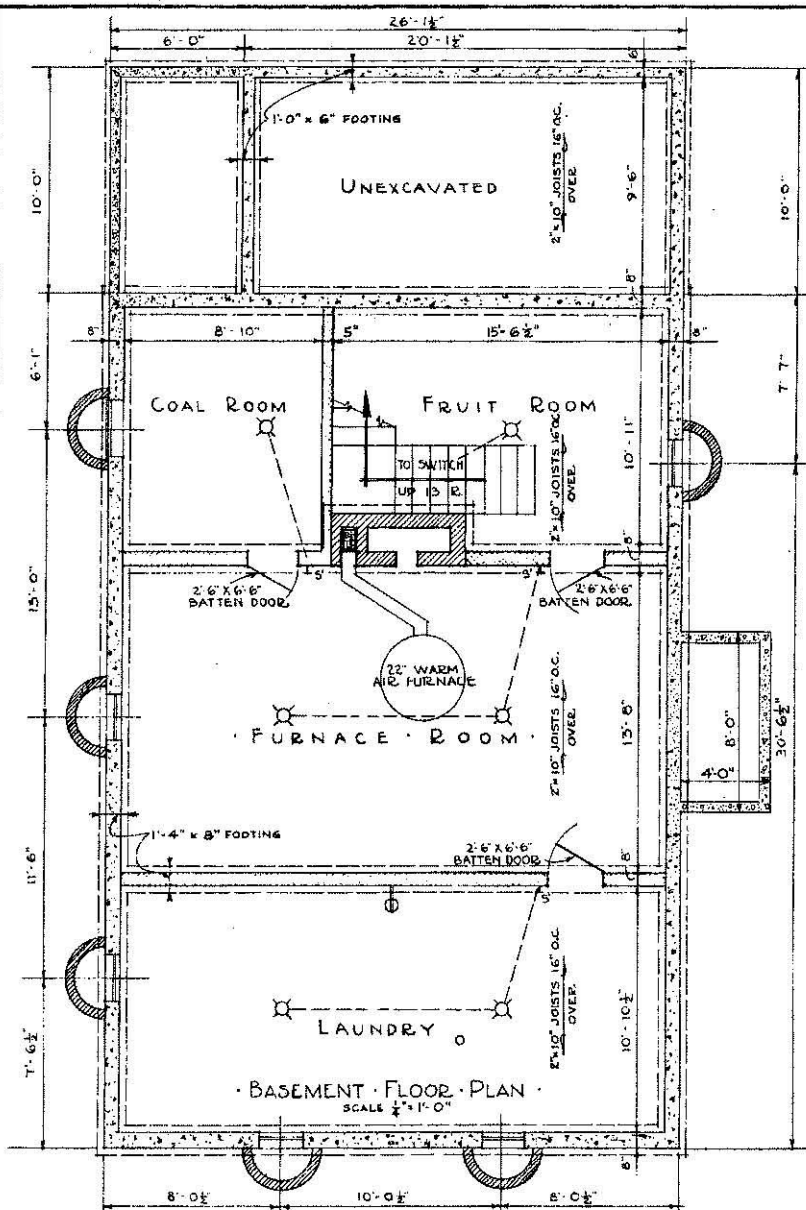 26'-1½"
6'-0"
20'-1½"
6"
1'-0" x 6" FOOTING
UNEXCAVATED
2"x10" JOISTS 16" O.C.
OVER
9'-6"
10'-0"
10'-0"
8"
8"
8'-10"
5"
15'-6½"
8"
6'-1"
7'-7"
COAL ROOM
FRUIT ROOM
TO SWITCH
UP 13 R.
2"x10" JOISTS 16" O.C.
OVER
10'-11"
8"
2'-6"X6'-6"
BATTEN DOOR
2'-6"X6'-6"
BATTEN DOOR
22" WARM
AIR FURNACE
13'-0"
· FURNACE · ROOM ·
2"x10" JOISTS 16" O.C.
OVER
13'-8"
8'-0"
4'-0"
30'-6½"
1'-4" x 8" FOOTING
2'-6"X6'-6"
BATTEN DOOR
8"
11'-6"
LAUNDRY
2"x10" JOISTS 16" O.C.
OVER
10'-10½"
7'-6½"
· BASEMENT · FLOOR · PLAN ·
SCALE ¼" = 1'-0"
8"
8'-0½"
10'-0½"
8'-0½"